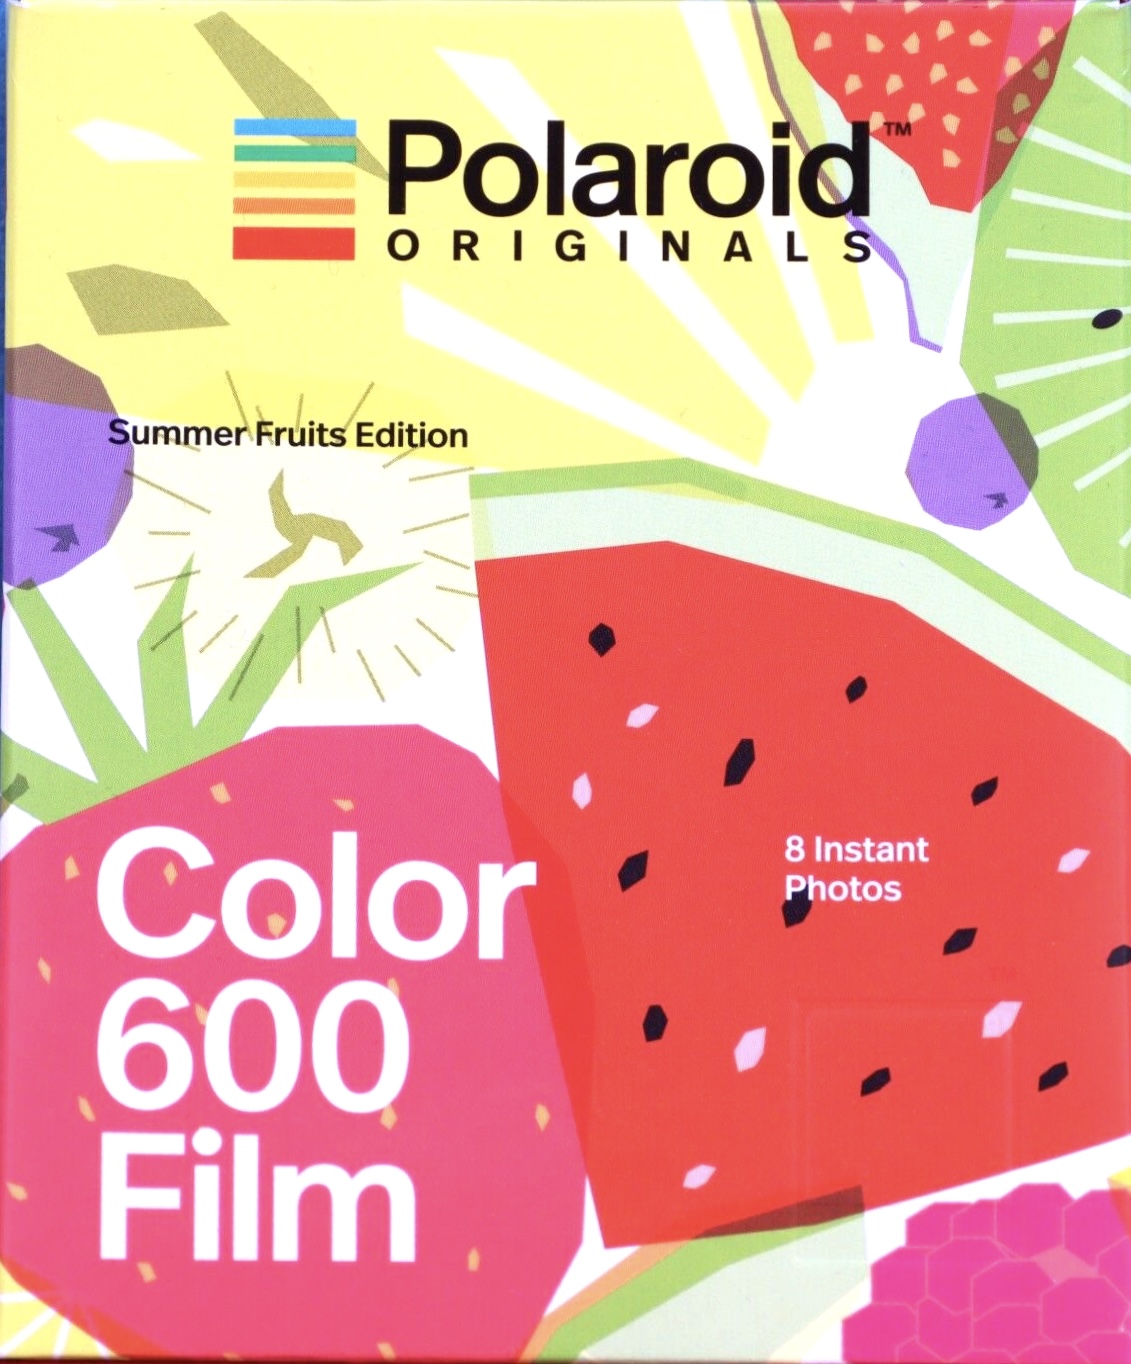 Polaroid™
ORIGINALS
Summer Fruits Edition
8 Instant
Photos
Color
600
Film